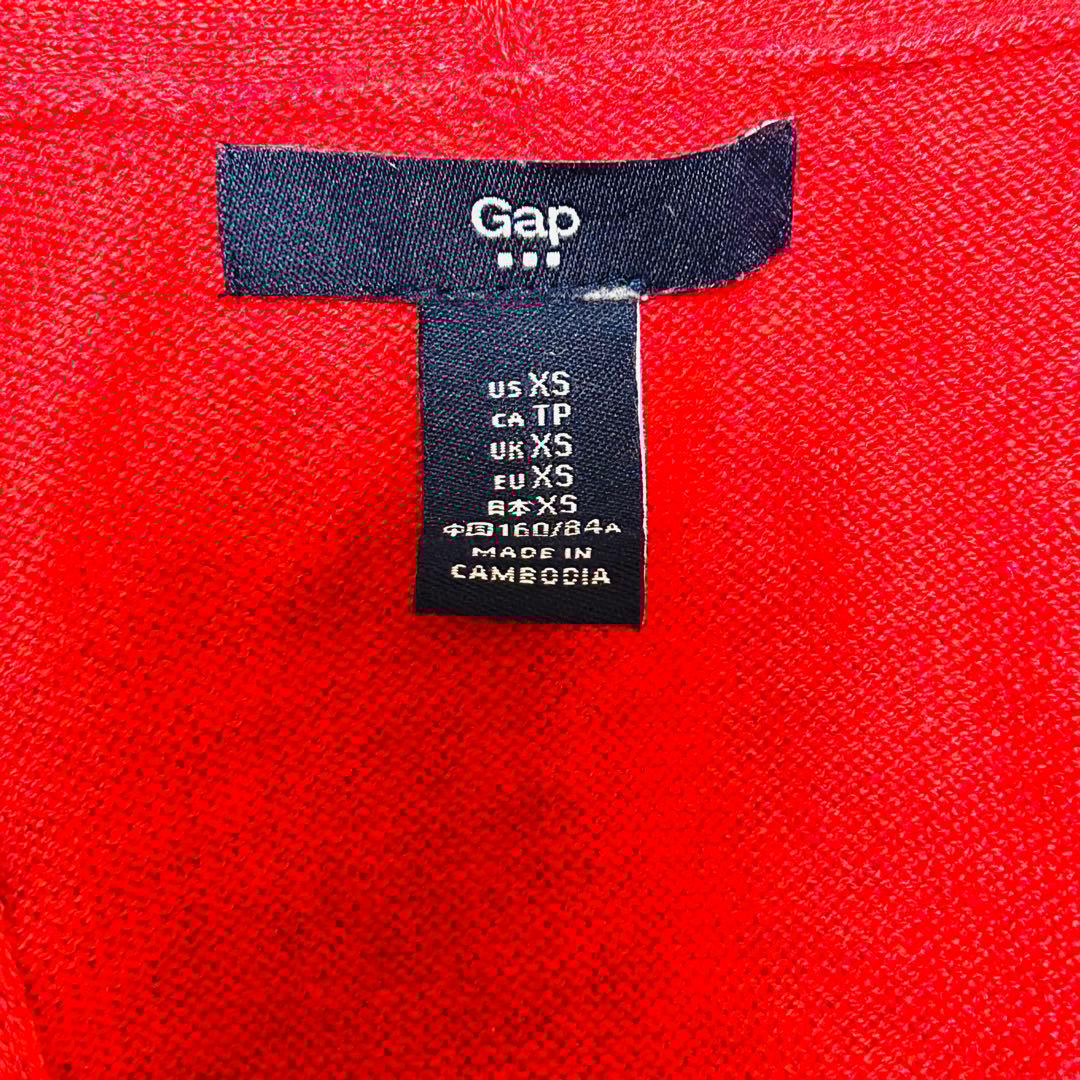 Gap
US XS
CA TP
UK XS
EU XS
日本 XS
中国 160/84A
MADE IN
CAMBODIA